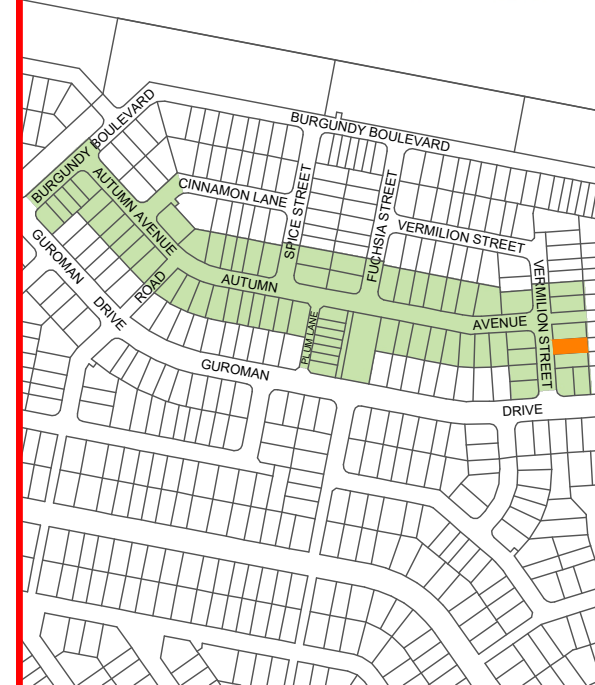 BURGUNDY BOULEVARD
BURGUNDY BOULEVARD
CINNAMON LANE
SPICE STREET
FUCHSIA STREET
VERMILION STREET
AUTUMN AVENUE
GUROMAN
DRIVE
ROAD
AUTUMN
AVENUE
VERMILION STREET
PLUM LANE
GUROMAN
DRIVE